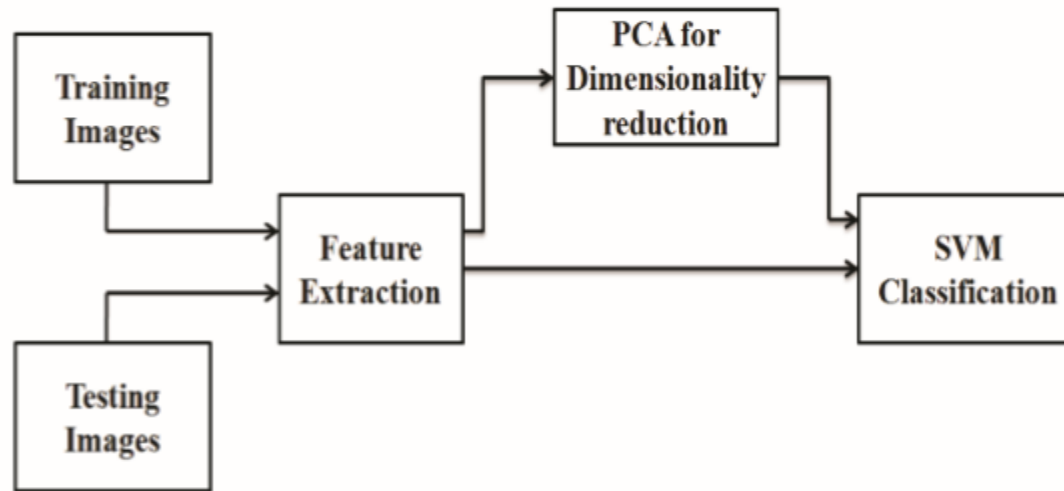 Training
Images
PCA for
Dimensionality
reduction
Feature
Extraction
SVM
Classification
Testing
Images